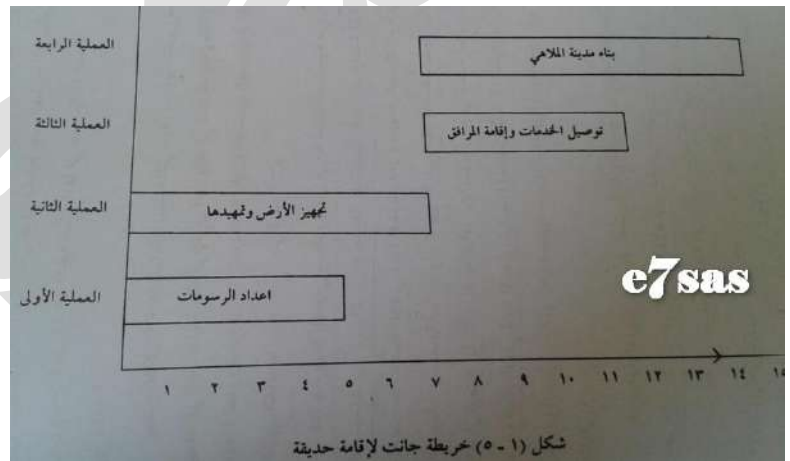 العملية الرابعة
بناء مدينة الملاهي
العملية الثالثة
توصيل الخدمات وإقامة المرافق
العملية الثانية
تجهيز الأرض وتمهيدها
العملية الأولى
اعداد الرسومات
e7sas
١ ٢ ٣ ٤ ٥ ٦ ٧ ٨ ٩ ١٠ ١١ ١٢ ١٣ ١٤ ١٥
شكل (١ - ٥) خريطة جانت لإقامة حديقة